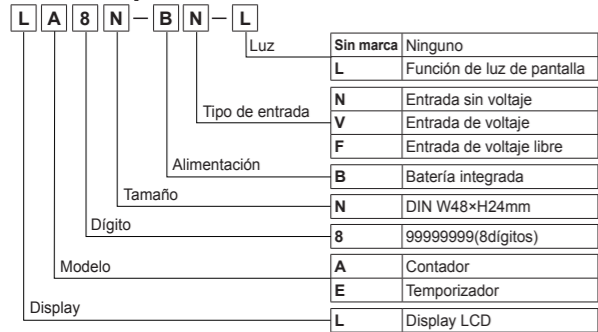 L A 8 N - B N - L
Luz
Sin marca Ninguno
L Función de luz de pantalla
Tipo de entrada
N Entrada sin voltaje
V Entrada de voltaje
F Entrada de voltaje libre
Alimentación
B Batería integrada
Tamaño
N DIN W48×H24mm
Dígito
8 99999999(8dígitos)
Modelo
A Contador
E Temporizador
Display
L Display LCD